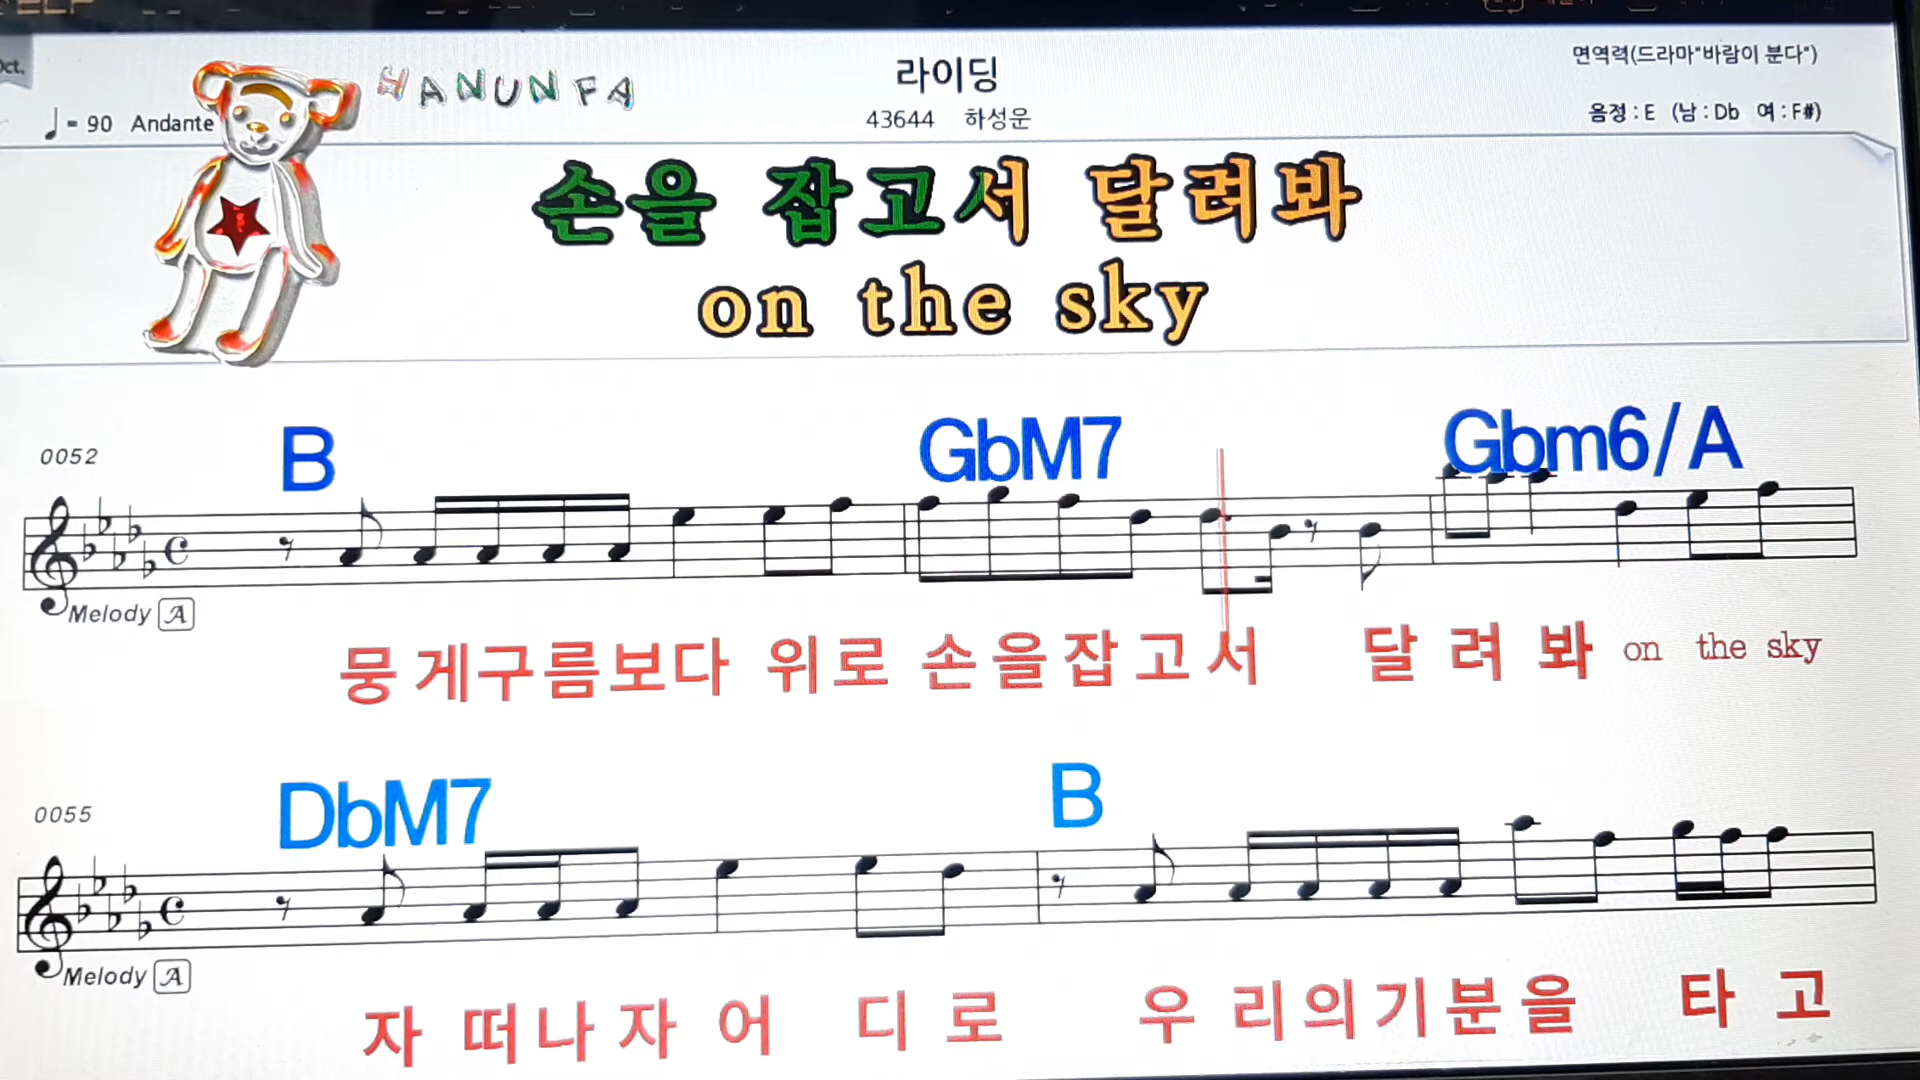 Oct.
♩ = 90 Andante
HANUNFA
라이딩
43644 하성운
면역력(드라마"바람이 분다")
음정 : E (남 : Db 여 : F#)
손을 잡고서 달려봐
on the sky
0052
B GbM7 Gbm6/A
Melody A
뭉게구름보다 위로 손을잡고서 달려봐 on the sky
0055
DbM7 B
Melody A
자 떠나자 어디로 우리의기분을 타고